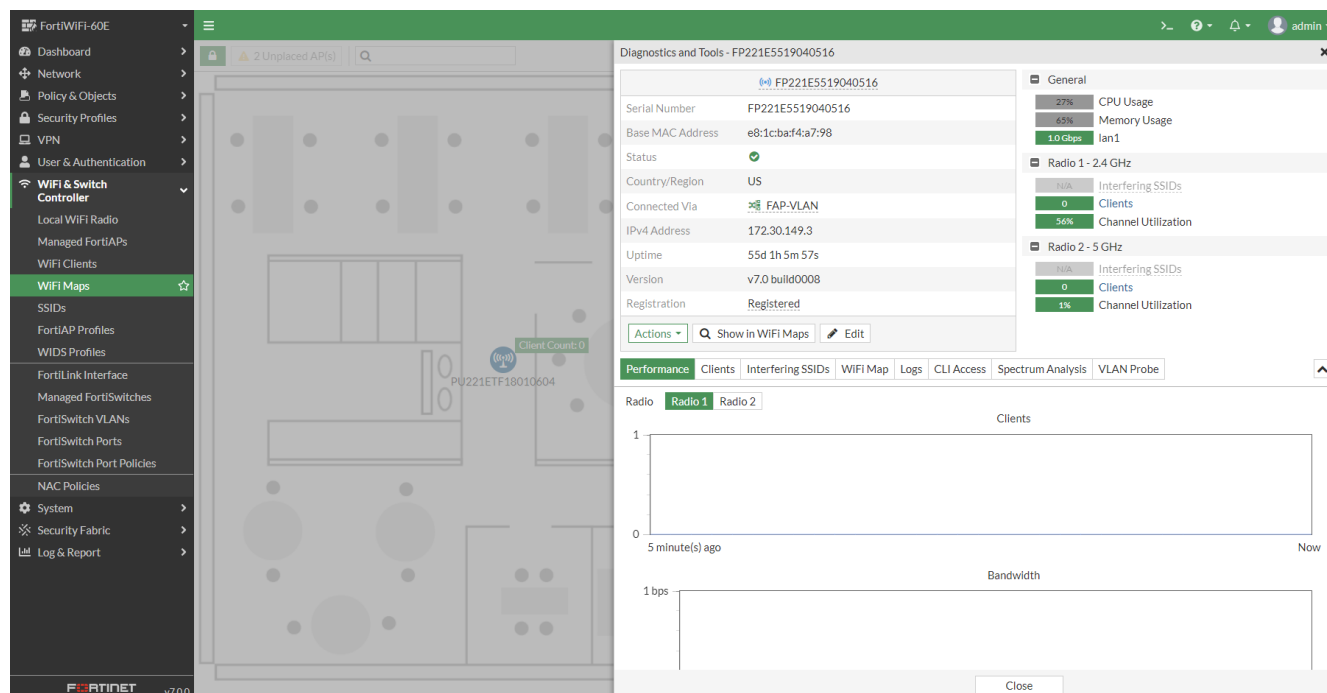 FortiWiFi-60E
Dashboard
Network
Policy & Objects
Security Profiles
VPN
User & Authentication
WiFi & Switch
Controller
Local WiFi Radio
Managed FortiAPs
WiFi Clients
WiFi Maps
SSIDs
FortiAP Profiles
WIDS Profiles
FortiLink Interface
Managed FortiSwitches
FortiSwitch VLANs
FortiSwitch Ports
FortiSwitch Port Policies
NAC Policies
System
Security Fabric
Log & Report
FORTINET v7.0.0
>_ admin
2 Unplaced AP(s)
Client Count: 0
PU221ETF18010604
Diagnostics and Tools - FP221E5519040516
FP221E5519040516
Serial Number FP221E5519040516
Base MAC Address e8:1c:ba:f4:a7:98
Status
Country/Region US
Connected Via FAP-VLAN
IPv4 Address 172.30.149.3
Uptime 55d 1h 5m 57s
Version v7.0 build0008
Registration Registered
Actions Show in WiFi Maps Edit
General
27% CPU Usage
65% Memory Usage
1.0 Gbps lan1
Radio 1 - 2.4 GHz
N/A Interfering SSIDs
0 Clients
56% Channel Utilization
Radio 2 - 5 GHz
N/A Interfering SSIDs
0 Clients
1% Channel Utilization
Performance Clients Interfering SSIDs WiFi Map Logs CLI Access Spectrum Analysis VLAN Probe
Radio Radio 1 Radio 2
Clients
1
0
5 minute(s) ago Now
Bandwidth
1 bps
Close